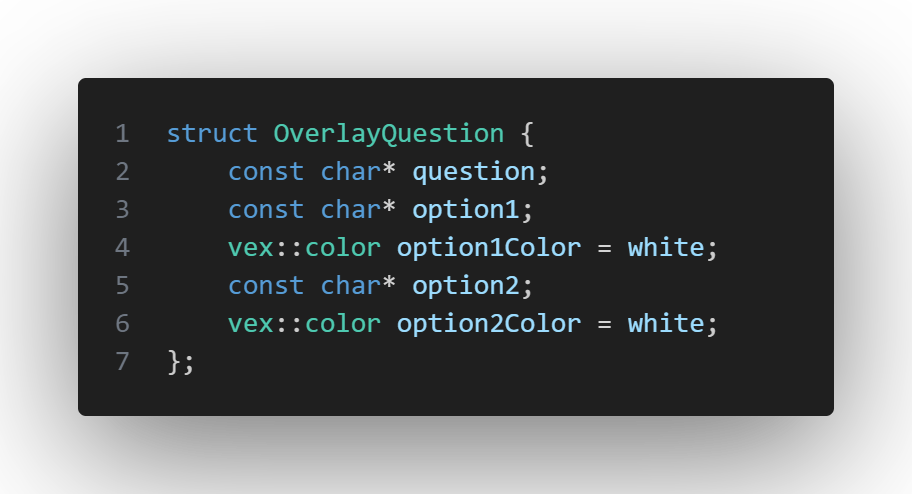 1 struct OverlayQuestion {
2     const char* question;
3     const char* option1;
4     vex::color option1Color = white;
5     const char* option2;
6     vex::color option2Color = white;
7 };